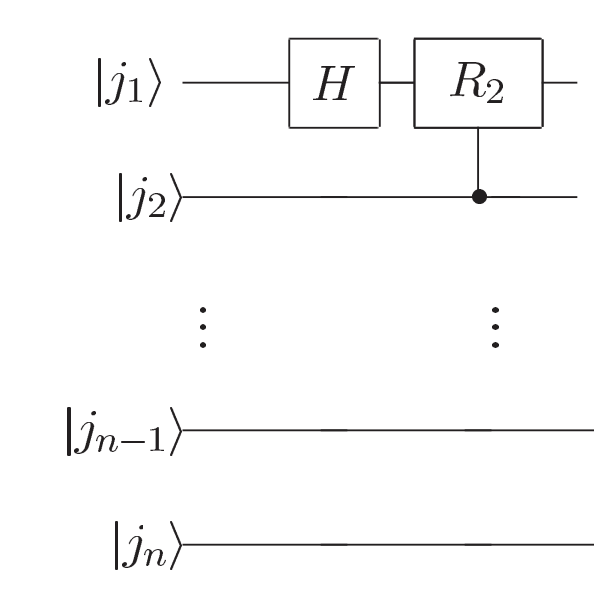 |j₁⟩ H R₂
|j₂⟩
⋮ ⋮
|jₙ₋₁⟩
|jₙ⟩